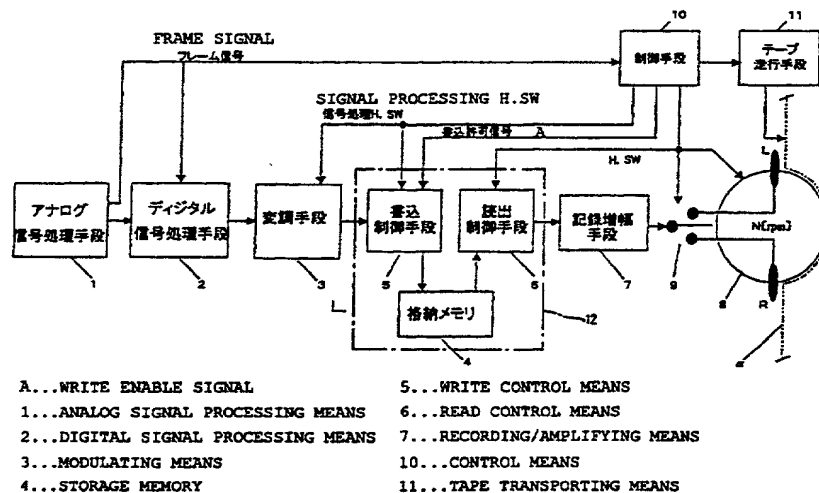 10
11
FRAME SIGNAL
フレーム信号
制御手段
テープ
走行手段
SIGNAL PROCESSING H.SW
信号処理H.SW
書込許可信号 A
H.SW
L
アナログ
信号処理手段
ディジタル
信号処理手段
変調手段
書込
制御手段
読出
制御手段
記録増幅
手段
N[rpm]
1
2
3
5
6
7
9
8
R
格納メモリ
12
4
A...WRITE ENABLE SIGNAL
1...ANALOG SIGNAL PROCESSING MEANS
2...DIGITAL SIGNAL PROCESSING MEANS
3...MODULATING MEANS
4...STORAGE MEMORY
5...WRITE CONTROL MEANS
6...READ CONTROL MEANS
7...RECORDING/AMPLIFYING MEANS
10...CONTROL MEANS
11...TAPE TRANSPORTING MEANS